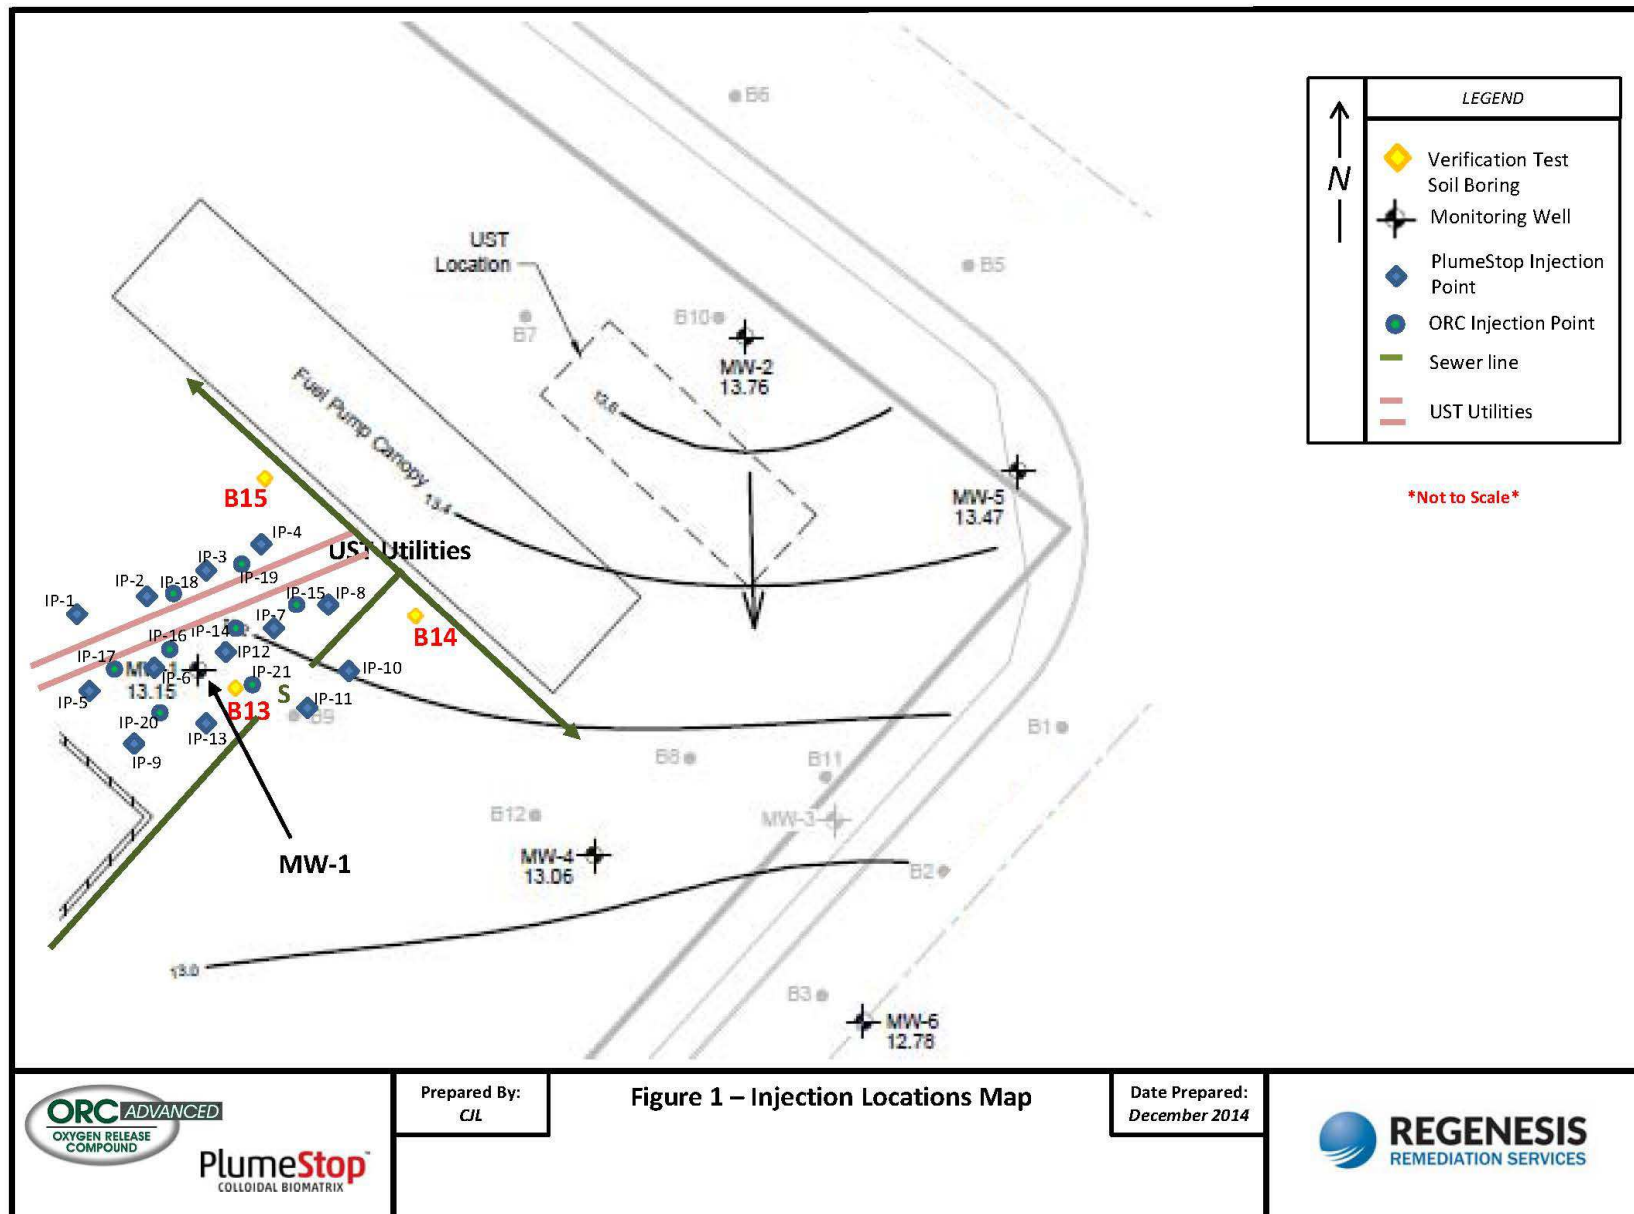 B6
LEGEND
N
Verification Test
Soil Boring
Monitoring Well
PlumeStop Injection
Point
ORC Injection Point
Sewer line
UST Utilities
*Not to Scale*
UST
Location
B5
B7
B10
MW-2
13.76
13.6
Fuel Pump Canopy
13.4
MW-5
13.47
B15
IP-4
UST Utilities
IP-3
IP-19
IP-2
IP-18
IP-1
IP-15
IP-8
IP-7
IP-14
B14
IP-16
IP12
IP-17
MW-1
IP-6
13.15
IP-21
IP-10
IP-5
S
IP-11
B13
B9
IP-20
IP-13
IP-9
B1
B8
B11
B12
MW-3
MW-4
13.06
MW-1
B2
13.0
B3
MW-6
12.78
ORC ADVANCED
OXYGEN RELEASE
COMPOUND
PlumeStop™
COLLOIDAL BIOMATRIX
Prepared By:
CJL
Figure 1 – Injection Locations Map
Date Prepared:
December 2014
REGENESIS
REMEDIATION SERVICES